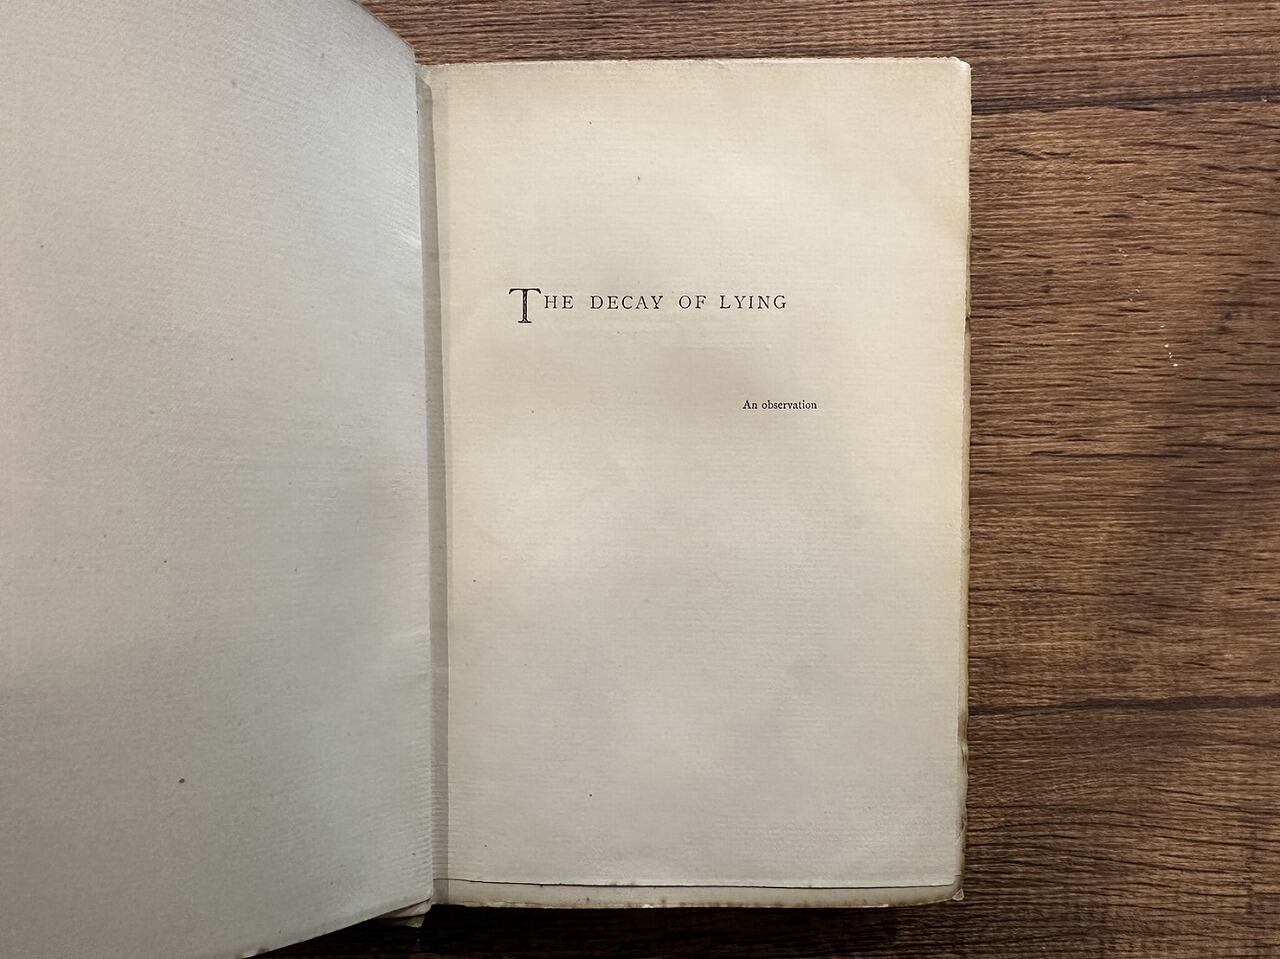 THE DECAY OF LYING
An observation